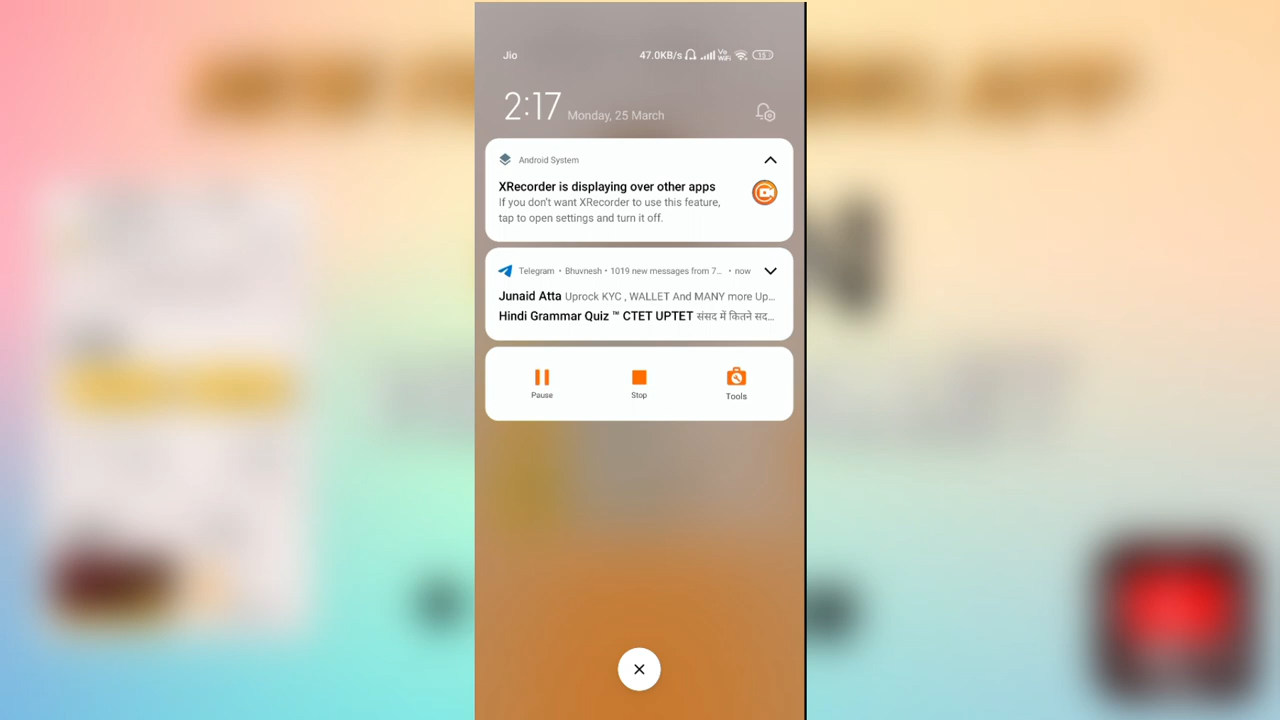 Jio 47.0KB/s Vo WiFi 15
2:17 Monday, 25 March
Android System
XRecorder is displaying over other apps
If you don't want XRecorder to use this feature,
tap to open settings and turn it off.
Telegram • Bhuvnesh • 1019 new messages from 7… • now
Junaid Atta Uprock KYC , WALLET And MANY more Up…
Hindi Grammar Quiz ™ CTET UPTET संसद में कितने सद…
Pause Stop Tools